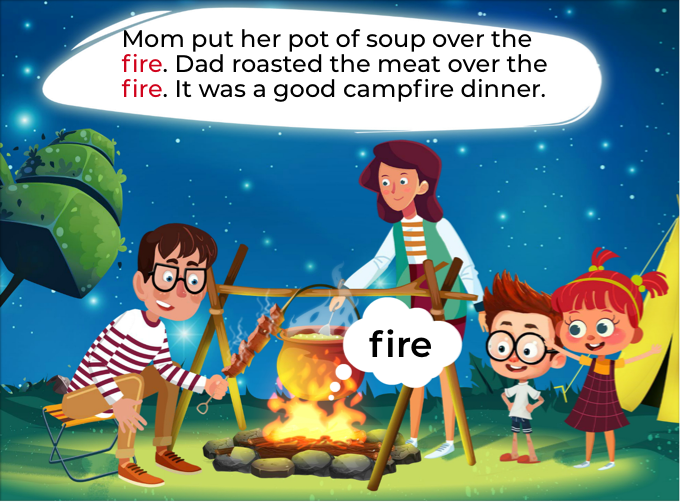 Mom put her pot of soup over the
fire. Dad roasted the meat over the
fire. It was a good campfire dinner.
fire